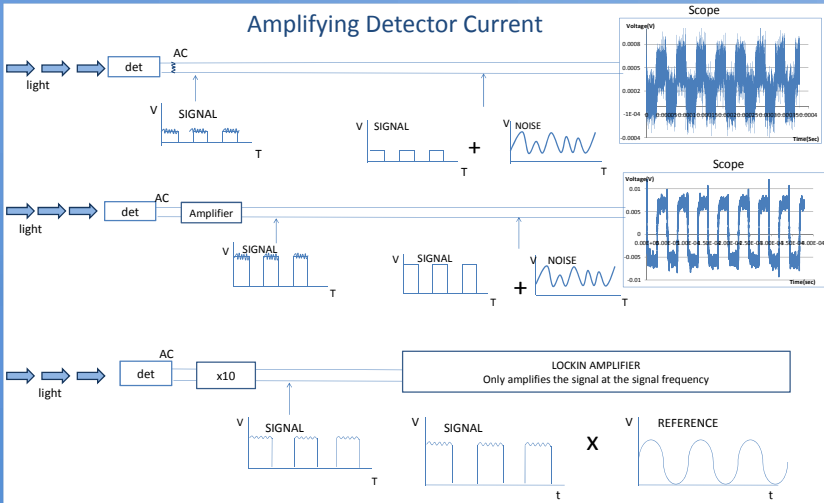 Amplifying Detector Current
Scope
Voltage(V)
0.0008
0.0005
0.0002
-1E-04
-0.0004
Time(Sec)
AC
det
light
V
SIGNAL
T
V
SIGNAL
T
+
V
NOISE
T
Scope
Voltage(V)
0.01
0.005
0
-0.005
-0.01
Time(sec)
AC
det
Amplifier
light
V
SIGNAL
T
V
SIGNAL
T
+
V
NOISE
T
AC
det
x10
light
LOCKIN AMPLIFIER
Only amplifies the signal at the signal frequency
V
SIGNAL
T
V
SIGNAL
t
X
V
REFERENCE
t